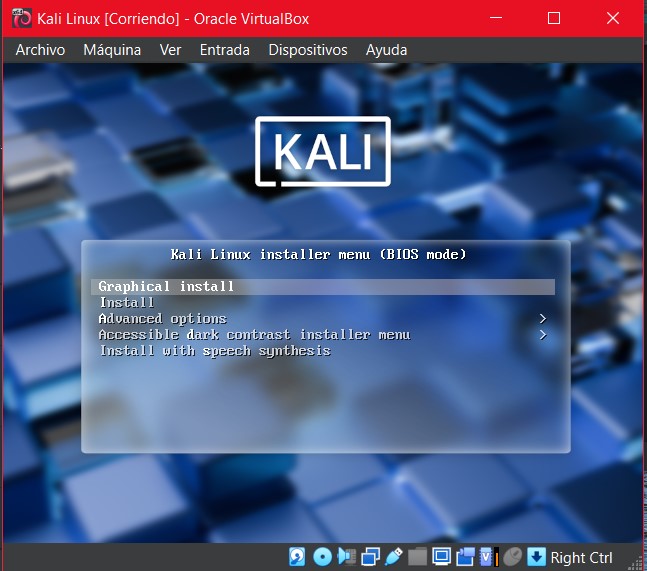 Kali Linux [Corriendo] - Oracle VirtualBox
Archivo Máquina Ver Entrada Dispositivos Ayuda
KALI
Kali Linux installer menu (BIOS mode)
Graphical install
Install
Advanced options >
Accessible dark contrast installer menu >
Install with speech synthesis
Right Ctrl